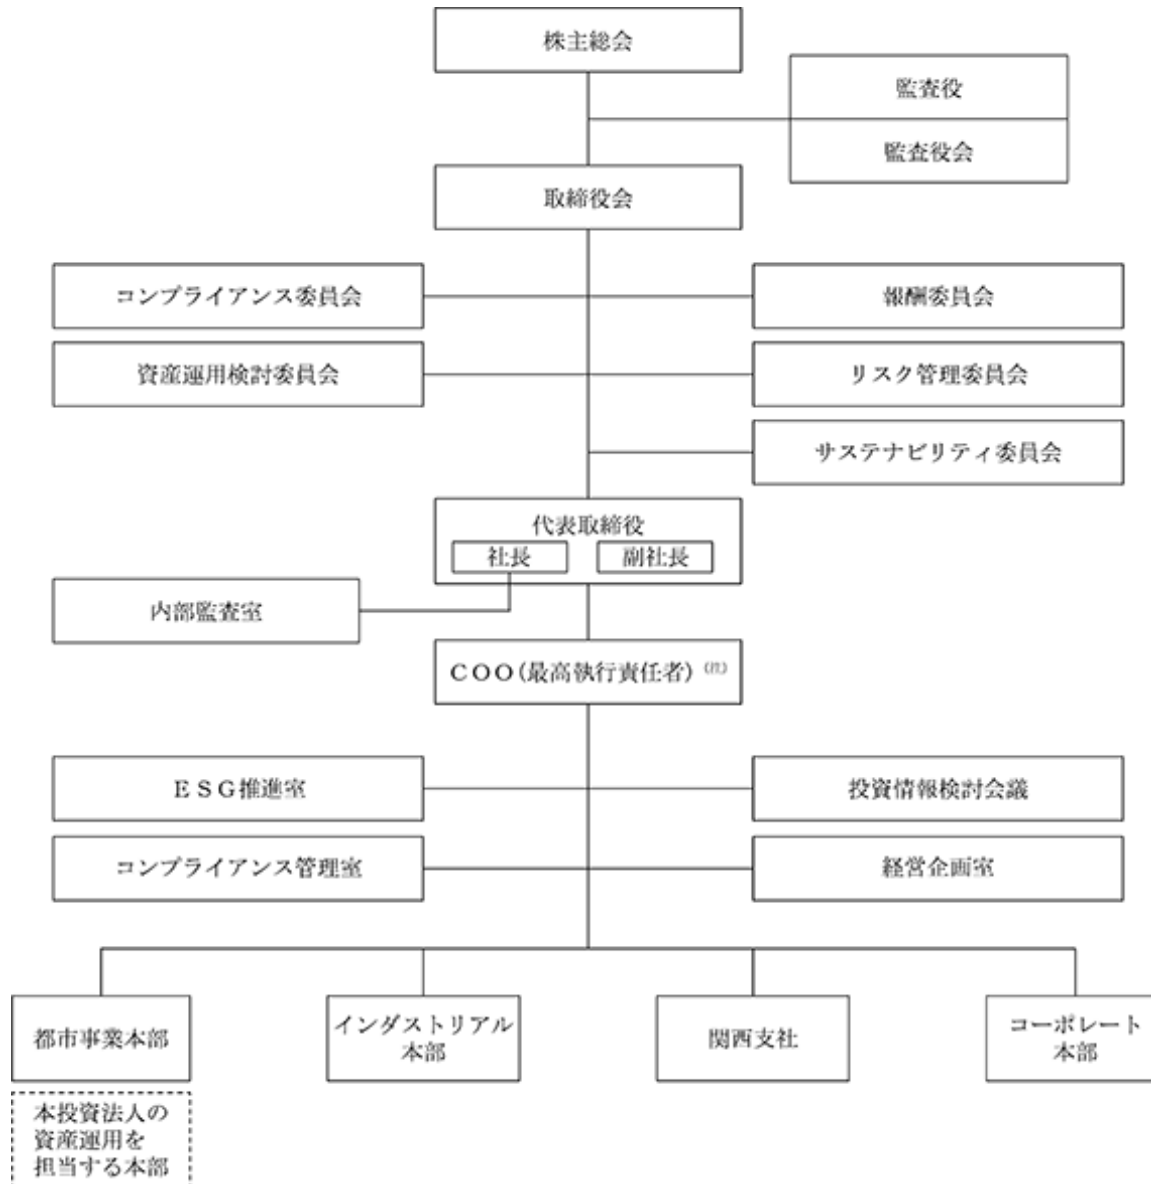 株主総会
監査役
監査役会
取締役会
コンプライアンス委員会
報酬委員会
資産運用検討委員会
リスク管理委員会
サステナビリティ委員会
代表取締役
社長
副社長
内部監査室
ＣＯＯ(最高執行責任者) (注)
ＥＳＧ推進室
投資情報検討会議
コンプライアンス管理室
経営企画室
都市事業本部
インダストリアル
本部
関西支社
コーポレート
本部
本投資法人の
資産運用を
担当する本部